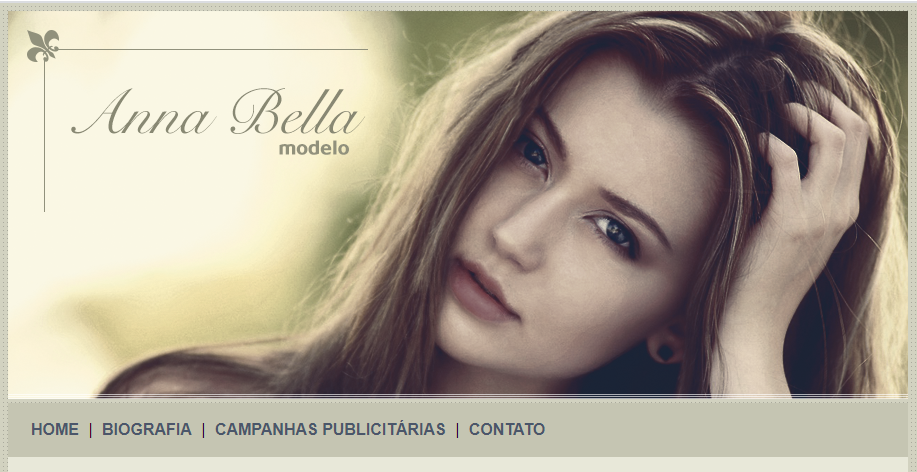 Anna Bella
modelo
HOME | BIOGRAFIA | CAMPANHAS PUBLICITÁRIAS | CONTATO